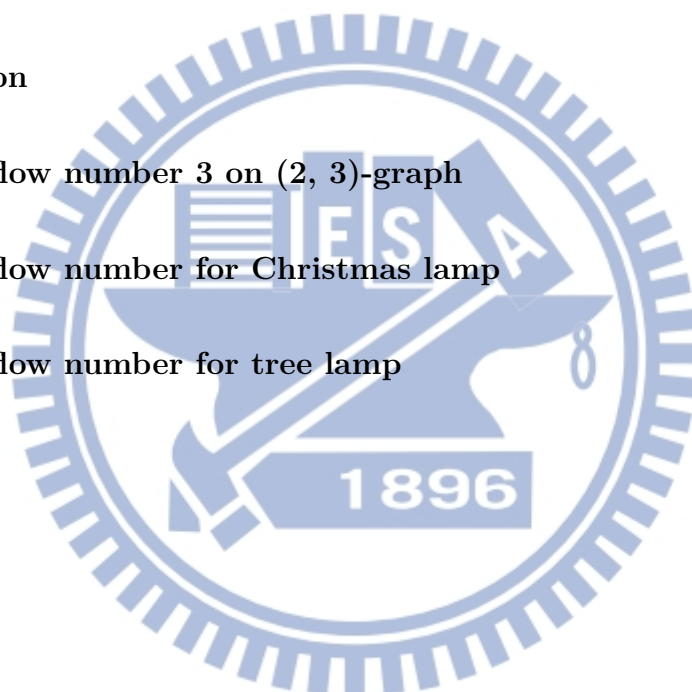 on
dow number 3 on (2, 3)-graph
E S A
dow number for Christmas lamp
dow number for tree lamp
1896